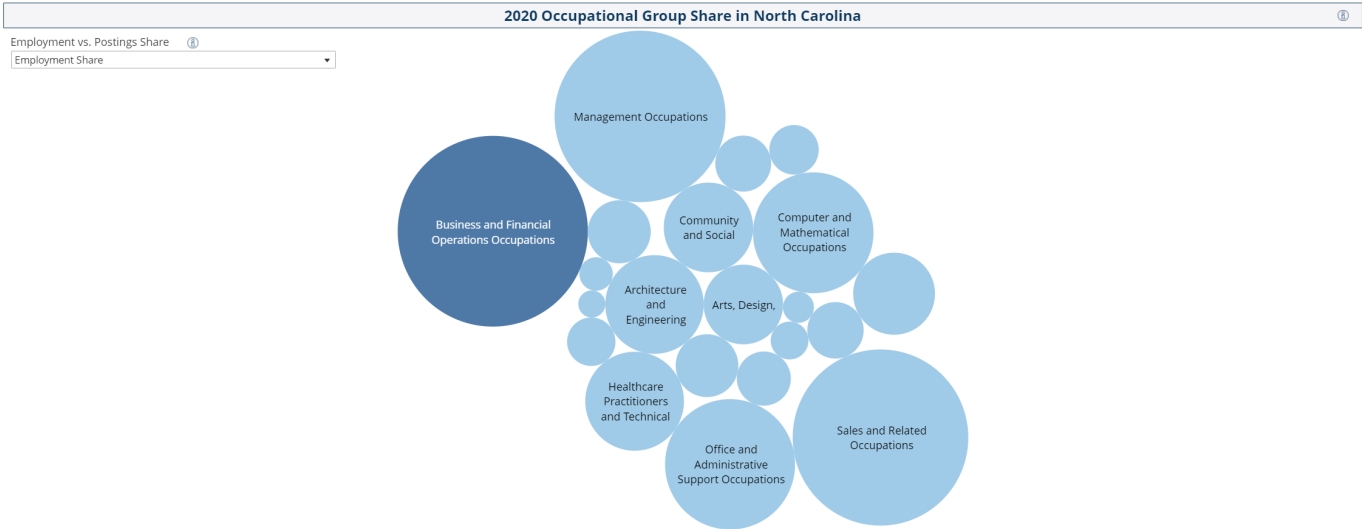 2020 Occupational Group Share in North Carolina
Employment vs. Postings Share
Employment Share
Management Occupations
Business and Financial
Operations Occupations
Community
and Social
Computer and
Mathematical
Occupations
Architecture
and
Engineering
Arts, Design,
Healthcare
Practitioners
and Technical
Office and
Administrative
Support Occupations
Sales and Related
Occupations